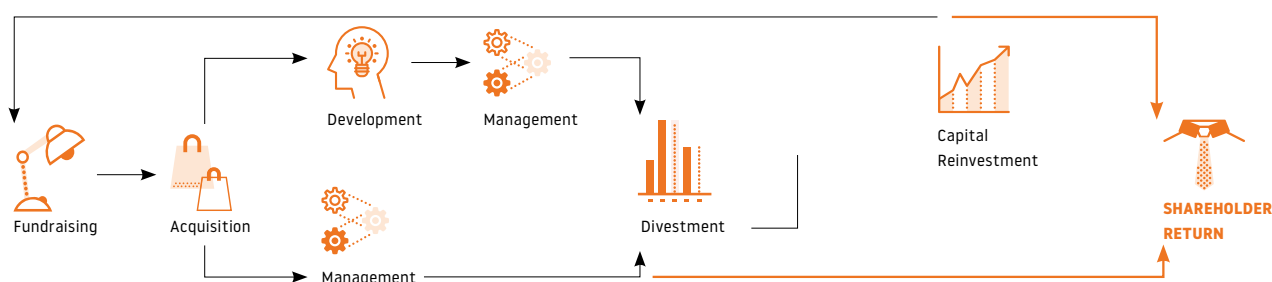 Development
Management
Capital
Reinvestment
Fundraising
Acquisition
Divestment
SHAREHOLDER
RETURN
Management